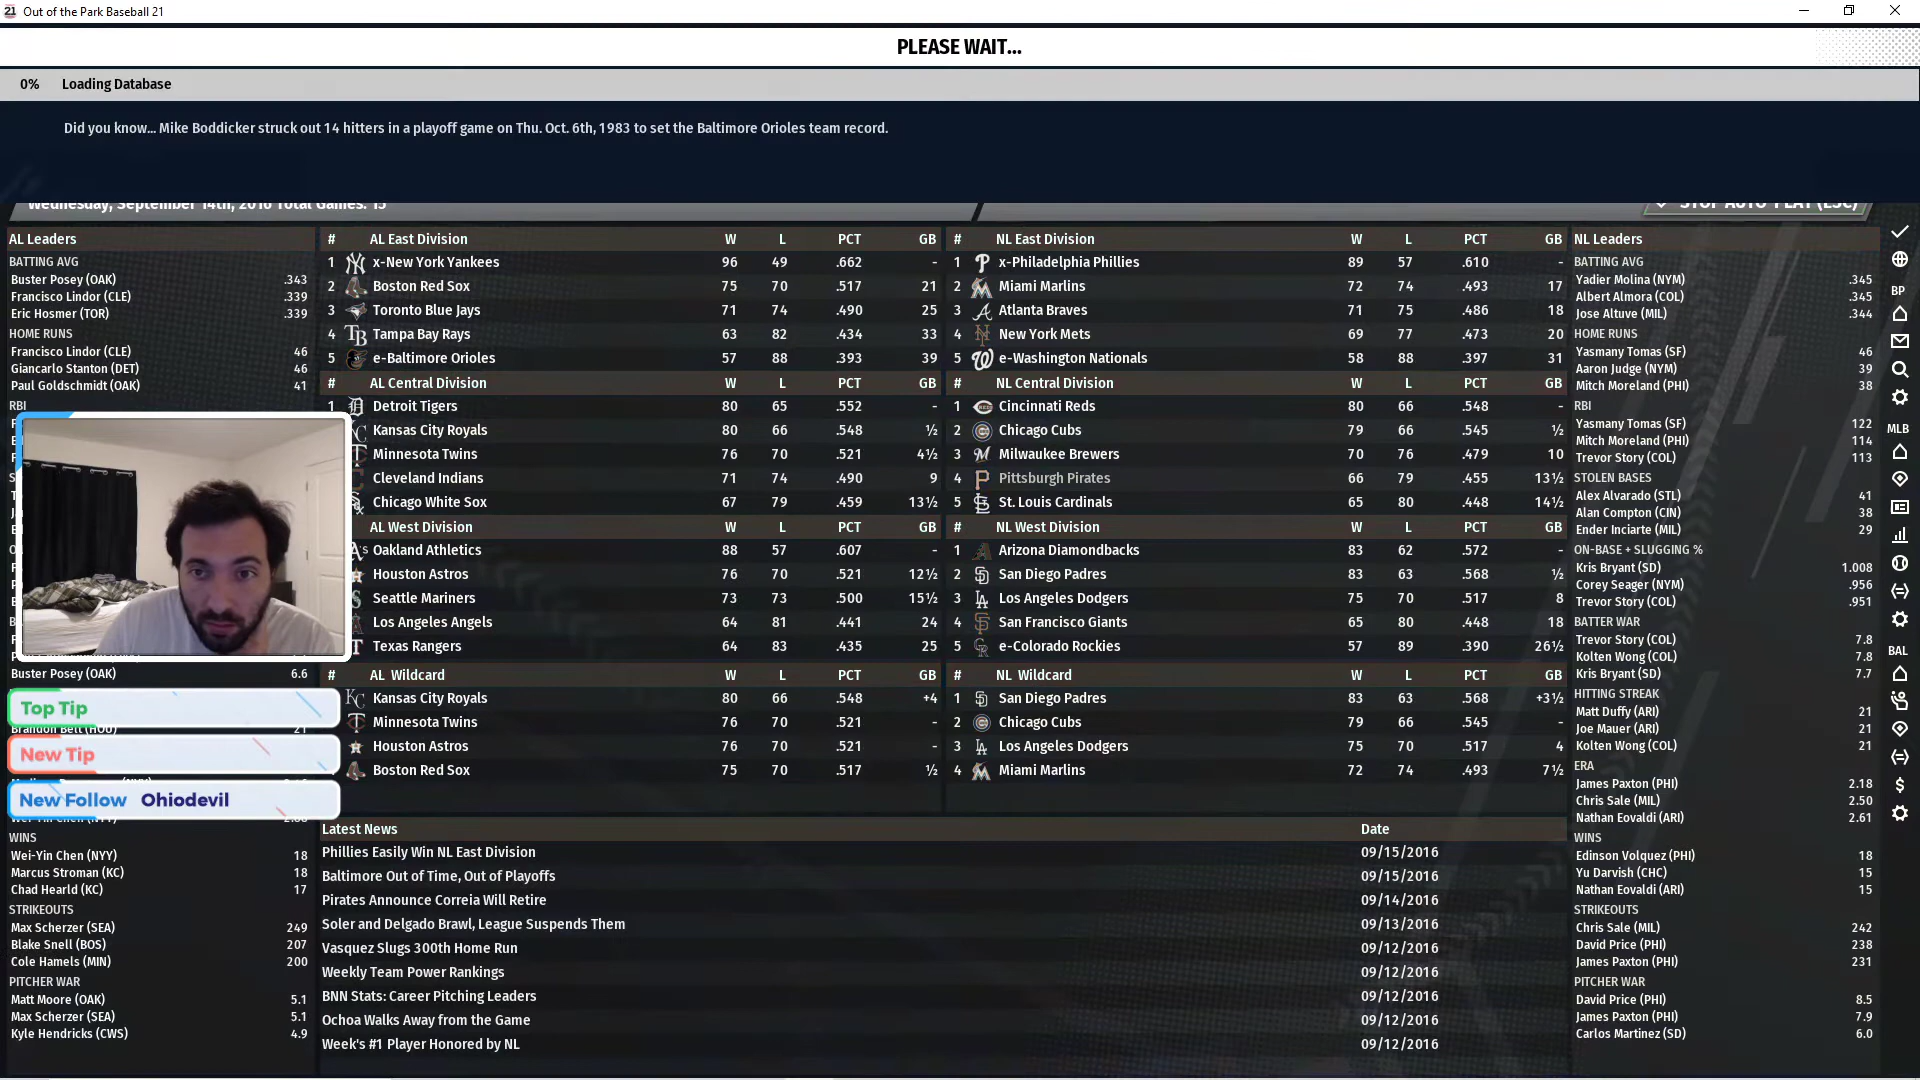 Out of the Park Baseball 21
PLEASE WAIT...
0% Loading Database
Did you know... Mike Boddicker struck out 14 hitters in a playoff game on Thu. Oct. 6th, 1983 to set the Baltimore Orioles team record.
Wednesday, September 14th, 2016 Total Games: 15
STOP AUTO-PLAY (ESC)
AL Leaders
BATTING AVG
Buster Posey (OAK) .343
Francisco Lindor (CLE) .339
Eric Hosmer (TOR) .339
HOME RUNS
Francisco Lindor (CLE) 46
Giancarlo Stanton (DET) 46
Paul Goldschmidt (OAK) 41
RBI
Buster Posey (OAK) 6.6
Top Tip
Brandon Belt (HOU) 21
New Tip
New Follow Ohiodevil
Wei-Yin Chen (NYY)
WINS
Wei-Yin Chen (NYY) 18
Marcus Stroman (KC) 18
Chad Hearld (KC) 17
STRIKEOUTS
Max Scherzer (SEA) 249
Blake Snell (BOS) 207
Cole Hamels (MIN) 200
PITCHER WAR
Matt Moore (OAK) 5.1
Max Scherzer (SEA) 5.1
Kyle Hendricks (CWS) 4.9
# AL East Division W L PCT GB
1 x-New York Yankees 96 49 .662 -
2 Boston Red Sox 75 70 .517 21
3 Toronto Blue Jays 71 74 .490 25
4 Tampa Bay Rays 63 82 .434 33
5 e-Baltimore Orioles 57 88 .393 39
# AL Central Division W L PCT GB
1 Detroit Tigers 80 65 .552 -
Kansas City Royals 80 66 .548 ½
Minnesota Twins 76 70 .521 4½
Cleveland Indians 71 74 .490 9
Chicago White Sox 67 79 .459 13½
AL West Division W L PCT GB
Oakland Athletics 88 57 .607 -
Houston Astros 76 70 .521 12½
Seattle Mariners 73 73 .500 15½
Los Angeles Angels 64 81 .441 24
Texas Rangers 64 83 .435 25
# AL Wildcard W L PCT GB
Kansas City Royals 80 66 .548 +4
Minnesota Twins 76 70 .521 -
Houston Astros 76 70 .521 -
Boston Red Sox 75 70 .517 ½
# NL East Division W L PCT GB
1 x-Philadelphia Phillies 89 57 .610 -
2 Miami Marlins 72 74 .493 17
3 Atlanta Braves 71 75 .486 18
4 New York Mets 69 77 .473 20
5 e-Washington Nationals 58 88 .397 31
# NL Central Division W L PCT GB
1 Cincinnati Reds 80 66 .548 -
2 Chicago Cubs 79 66 .545 ½
3 Milwaukee Brewers 70 76 .479 10
4 Pittsburgh Pirates 66 79 .455 13½
5 St. Louis Cardinals 65 80 .448 14½
# NL West Division W L PCT GB
1 Arizona Diamondbacks 83 62 .572 -
2 San Diego Padres 83 63 .568 ½
3 Los Angeles Dodgers 75 70 .517 8
4 San Francisco Giants 65 80 .448 18
5 e-Colorado Rockies 57 89 .390 26½
# NL Wildcard W L PCT GB
1 San Diego Padres 83 63 .568 +3½
2 Chicago Cubs 79 66 .545 -
3 Los Angeles Dodgers 75 70 .517 4
4 Miami Marlins 72 74 .493 7½
Latest News Date
Phillies Easily Win NL East Division 09/15/2016
Baltimore Out of Time, Out of Playoffs 09/15/2016
Pirates Announce Correia Will Retire 09/14/2016
Soler and Delgado Brawl, League Suspends Them 09/13/2016
Vasquez Slugs 300th Home Run 09/12/2016
Weekly Team Power Rankings 09/12/2016
BNN Stats: Career Pitching Leaders 09/12/2016
Ochoa Walks Away from the Game 09/12/2016
Week's #1 Player Honored by NL 09/12/2016
NL Leaders
BATTING AVG
Yadier Molina (NYM) .345
Albert Almora (COL) .345
Jose Altuve (MIL) .344
HOME RUNS
Yasmany Tomas (SF) 46
Aaron Judge (NYM) 39
Mitch Moreland (PHI) 38
RBI
Yasmany Tomas (SF) 122
Mitch Moreland (PHI) 114
Trevor Story (COL) 113
STOLEN BASES
Alex Alvarado (STL) 41
Alan Compton (CIN) 38
Ender Inciarte (MIL) 29
ON-BASE + SLUGGING %
Kris Bryant (SD) 1.008
Corey Seager (NYM) .956
Trevor Story (COL) .951
BATTER WAR
Trevor Story (COL) 7.8
Kolten Wong (COL) 7.8
Kris Bryant (SD) 7.7
HITTING STREAK
Matt Duffy (ARI) 21
Joe Mauer (ARI) 21
Kolten Wong (COL) 21
ERA
James Paxton (PHI) 2.18
Chris Sale (MIL) 2.50
Nathan Eovaldi (ARI) 2.61
WINS
Edinson Volquez (PHI) 18
Yu Darvish (CHC) 15
Nathan Eovaldi (ARI) 15
STRIKEOUTS
Chris Sale (MIL) 242
David Price (PHI) 238
James Paxton (PHI) 231
PITCHER WAR
David Price (PHI) 8.5
James Paxton (PHI) 7.9
Carlos Martinez (SD) 6.0
BP
MLB
BAL